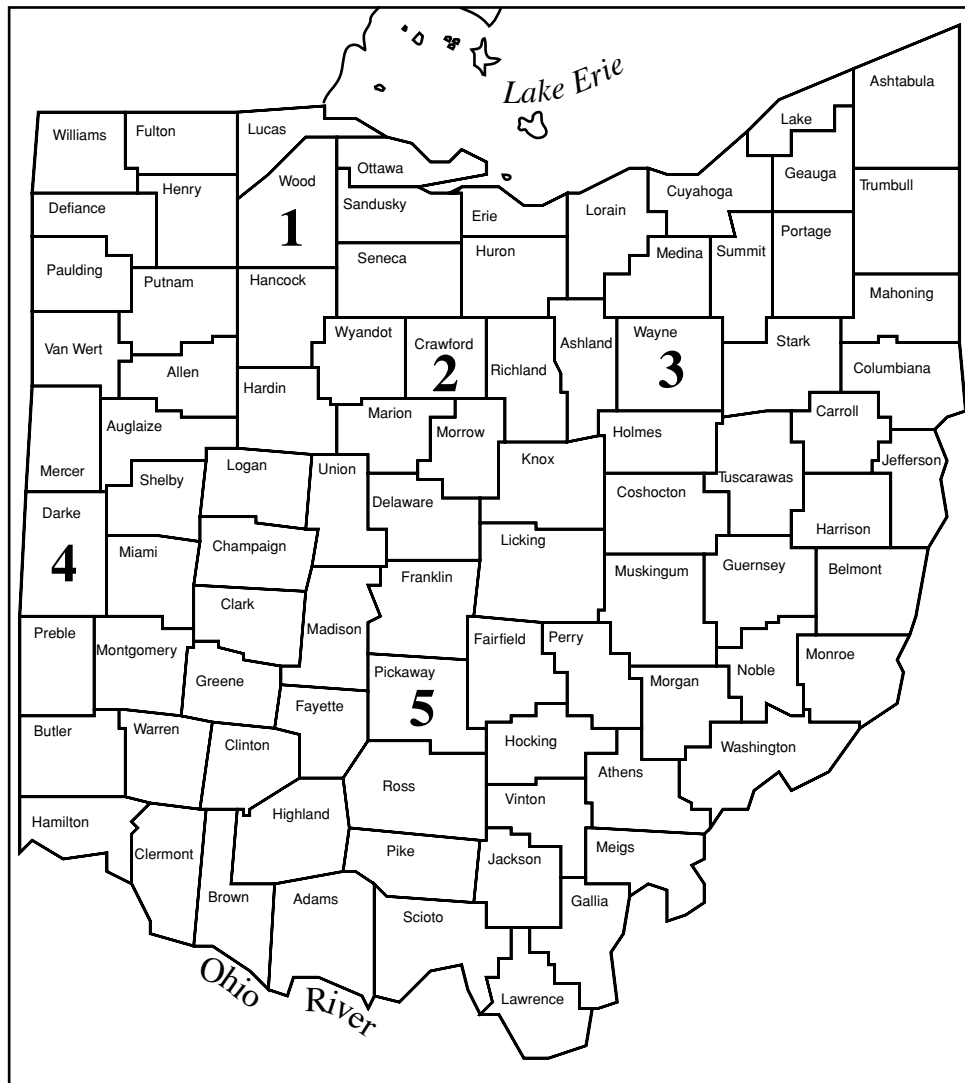 Lake Erie
Ashtabula
Lake
Williams
Fulton
Lucas
Ottawa
Geauga
Wood
1
Henry
Cuyahoga
Trumbull
Defiance
Sandusky
Erie
Lorain
Portage
Paulding
Putnam
Hancock
Seneca
Huron
Medina
Summit
Mahoning
Van Wert
Wyandot
Crawford
2
Ashland
Wayne
3
Stark
Allen
Hardin
Richland
Columbiana
Auglaize
Marion
Morrow
Holmes
Carroll
Mercer
Logan
Union
Knox
Jefferson
Shelby
Delaware
Coshocton
Tuscarawas
Darke
4
Harrison
Miami
Champaign
Licking
Franklin
Muskingum
Guernsey
Belmont
Clark
Madison
Preble
Montgomery
Fairfield
Perry
Greene
Pickaway
5
Morgan
Noble
Monroe
Fayette
Butler
Warren
Clinton
Hocking
Washington
Athens
Ross
Hamilton
Highland
Vinton
Clermont
Pike
Jackson
Meigs
Brown
Adams
Scioto
Gallia
Ohio River
Lawrence